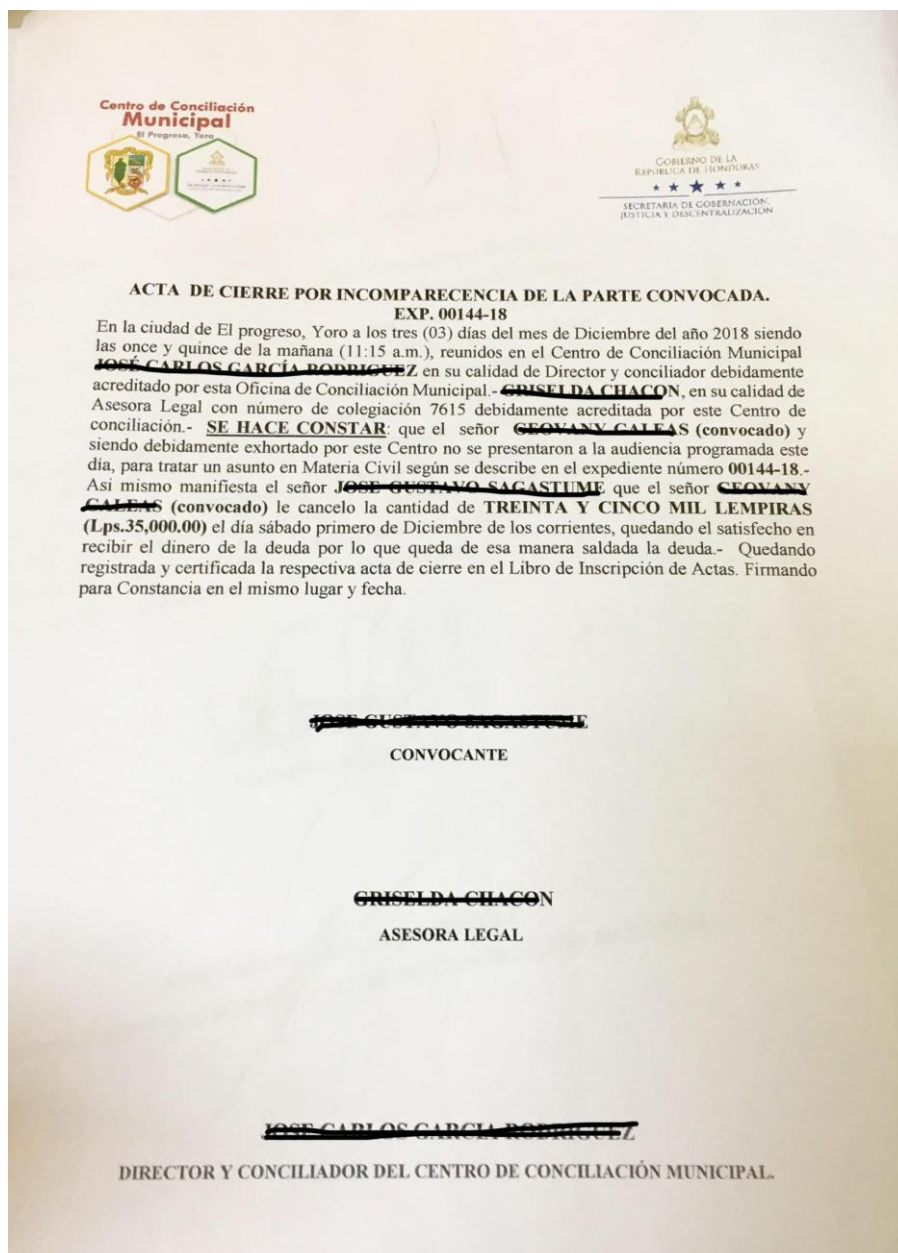 Centro de Conciliación
Municipal
El Progreso, Yoro
GOBIERNO DE LA
REPÚBLICA DE HONDURAS
SECRETARÍA DE GOBERNACIÓN,
JUSTICIA Y DESCENTRALIZACIÓN
ACTA DE CIERRE POR INCOMPARECENCIA DE LA PARTE CONVOCADA.
EXP. 00144-18
En la ciudad de El progreso, Yoro a los tres (03) días del mes de Diciembre del año 2018 siendo
las once y quince de la mañana (11:15 a.m.), reunidos en el Centro de Conciliación Municipal
en su calidad de Director y conciliador debidamente
acreditado por esta Oficina de Conciliación Municipal.- , en su calidad de
Asesora Legal con número de colegiación 7615 debidamente acreditada por este Centro de
conciliación.- SE HACE CONSTAR: que el señor (convocado) y
siendo debidamente exhortado por este Centro no se presentaron a la audiencia programada este
día, para tratar un asunto en Materia Civil según se describe en el expediente número 00144-18.-
Así mismo manifiesta el señor que el señor
(convocado) le cancelo la cantidad de TREINTA Y CINCO MIL LEMPIRAS
(Lps.35,000.00) el día sábado primero de Diciembre de los corrientes, quedando el satisfecho en
recibir el dinero de la deuda por lo que queda de esa manera saldada la deuda.- Quedando
registrada y certificada la respectiva acta de cierre en el Libro de Inscripción de Actas. Firmando
para Constancia en el mismo lugar y fecha.
CONVOCANTE
ASESORA LEGAL
DIRECTOR Y CONCILIADOR DEL CENTRO DE CONCILIACIÓN MUNICIPAL.